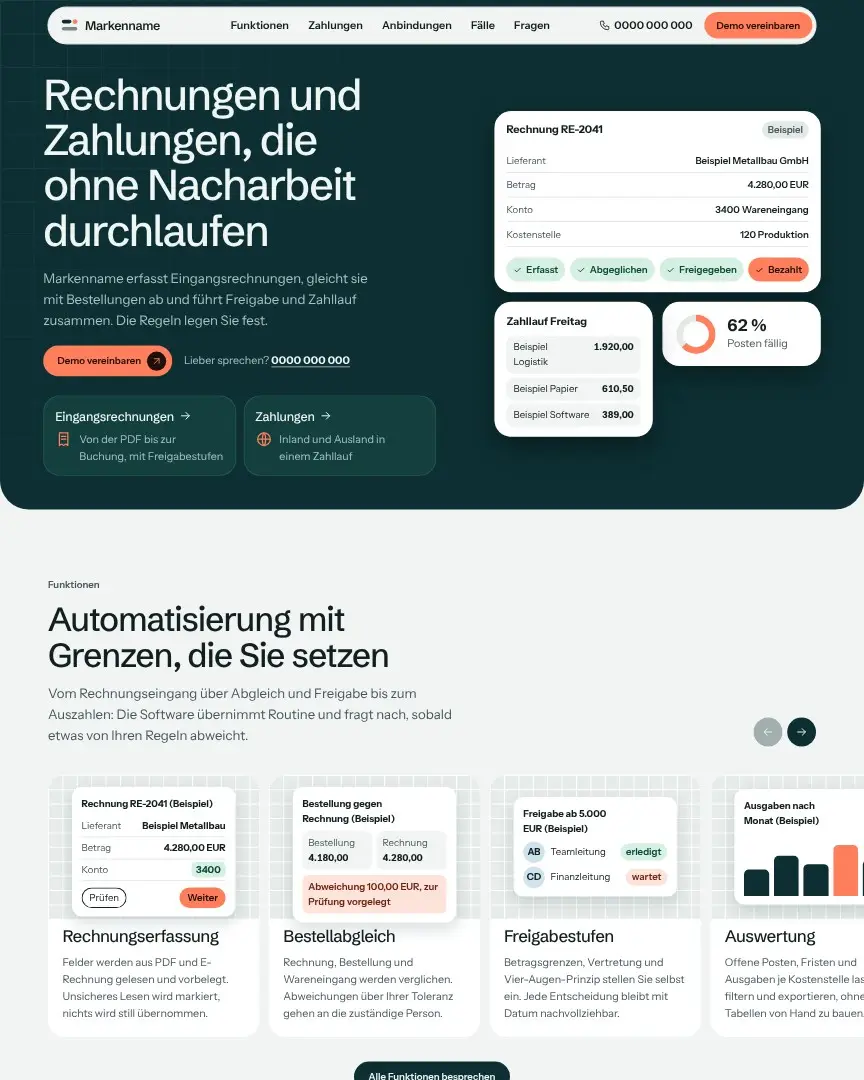 Markenname
Funktionen
Zahlungen
Anbindungen
Fälle
Fragen
0000 000 000
Demo vereinbaren
Rechnungen und
Zahlungen, die
ohne Nacharbeit
durchlaufen
Markenname erfasst Eingangsrechnungen, gleicht sie
mit Bestellungen ab und führt Freigabe und Zahllauf
zusammen. Die Regeln legen Sie fest.
Demo vereinbaren
Lieber sprechen? 0000 000 000
Eingangsrechnungen →
Von der PDF bis zur
Buchung, mit Freigabestufen
Zahlungen →
Inland und Ausland in
einem Zahllauf
Rechnung RE-2041
Beispiel
Lieferant Beispiel Metallbau GmbH
Betrag 4.280,00 EUR
Konto 3400 Wareneingang
Kostenstelle 120 Produktion
Erfasst
Abgeglichen
Freigegeben
Bezahlt
Zahllauf Freitag
Beispiel 1.920,00
Logistik
Beispiel Papier 610,50
Beispiel Software 389,00
62 %
Posten fällig
Funktionen
Automatisierung mit
Grenzen, die Sie setzen
Vom Rechnungseingang über Abgleich und Freigabe bis zum
Auszahlen: Die Software übernimmt Routine und fragt nach, sobald
etwas von Ihren Regeln abweicht.
Rechnung RE-2041 (Beispiel)
Lieferant Beispiel Metallbau
Betrag 4.280,00 EUR
Konto 3400
Prüfen Weiter
Rechnungserfassung
Felder werden aus PDF und E-
Rechnung gelesen und vorbelegt.
Unsicheres Lesen wird markiert,
nichts wird still übernommen.
Bestellung gegen
Rechnung (Beispiel)
Bestellung Rechnung
4.180,00 4.280,00
Abweichung 100,00 EUR, zur
Prüfung vorgelegt
Bestellabgleich
Rechnung, Bestellung und
Wareneingang werden verglichen.
Abweichungen über Ihrer Toleranz
gehen an die zuständige Person.
Freigabe ab 5.000
EUR (Beispiel)
AB Teamleitung erledigt
CD Finanzleitung wartet
Freigabestufen
Betragsgrenzen, Vertretung und
Vier-Augen-Prinzip stellen Sie selbst
ein. Jede Entscheidung bleibt mit
Datum nachvollziehbar.
Ausgaben nach
Monat (Beispiel)
Auswertung
Offene Posten, Fristen und
Ausgaben je Kostenstelle las
filtern und exportieren, ohne
Tabellen von Hand zu bauen.
Alle Funktionen besprechen